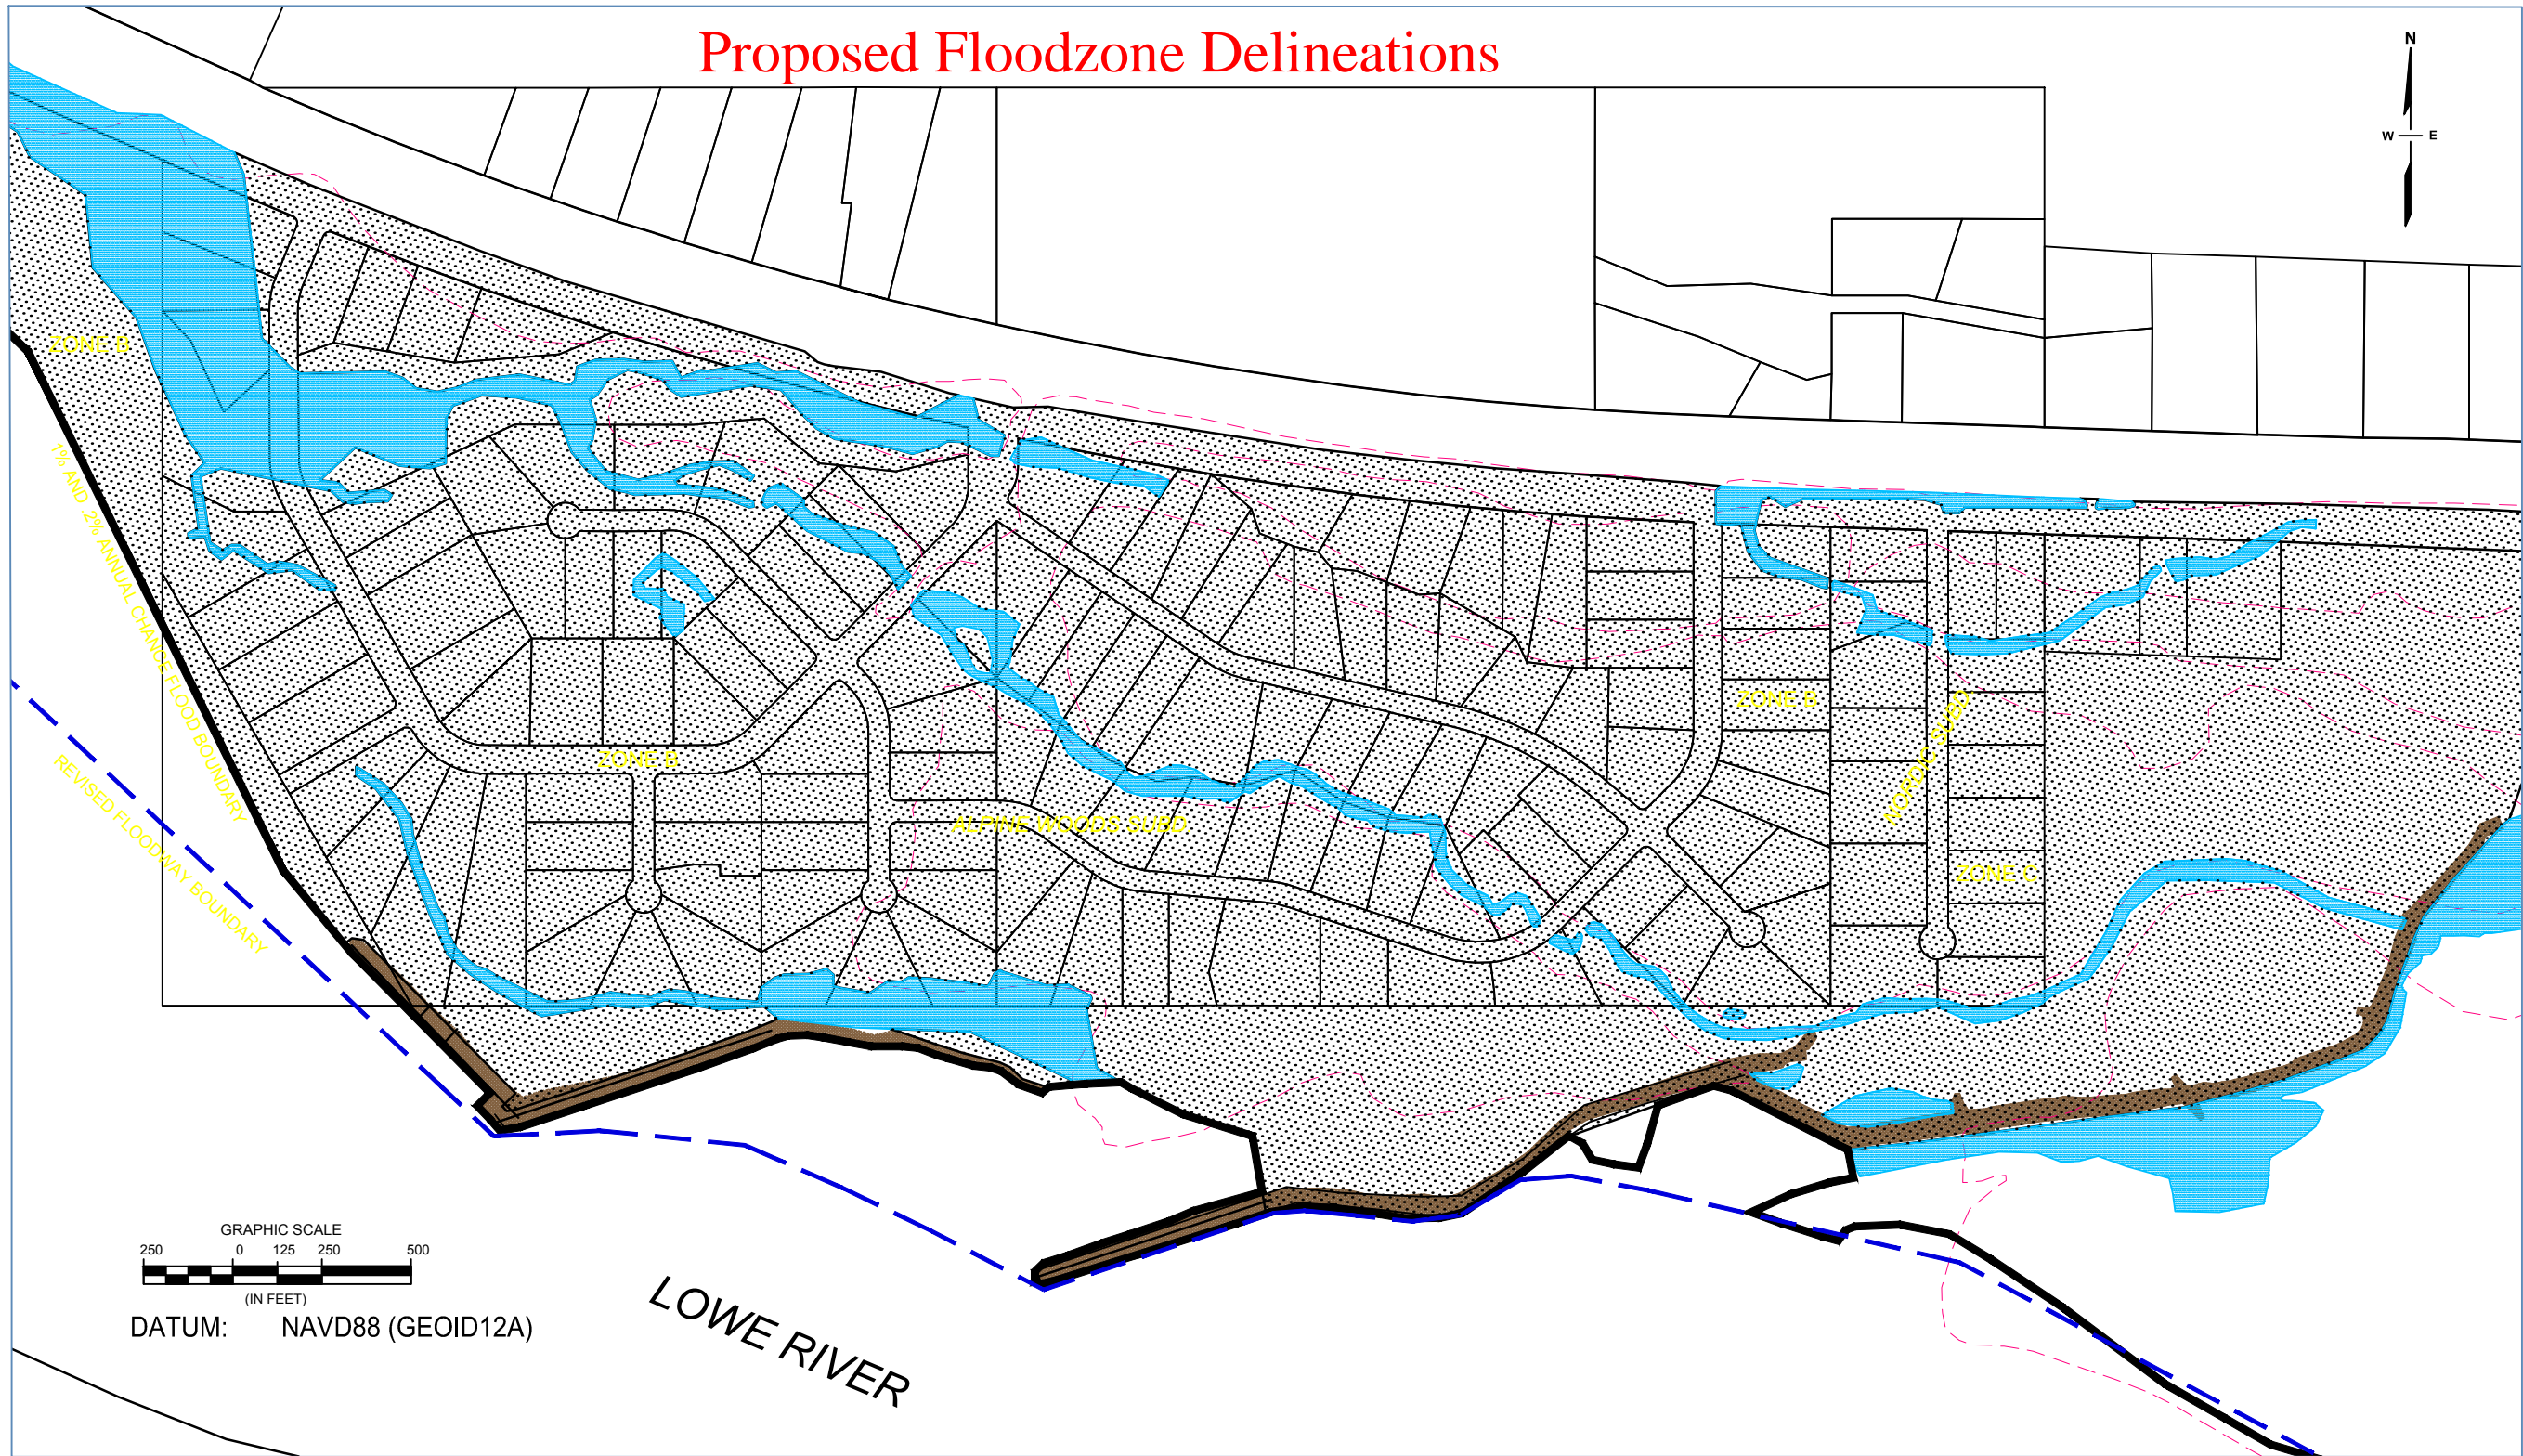 Proposed Floodzone Delineations
N
W E
ZONE B
1% AND .2% ANNUAL CHANCE FLOOD BOUNDARY
REVISED FLOODWAY BOUNDARY
ZONE B
ALPINE WOODS SUBD.
ZONE B
NORDIC SUBD
ZONE C
GRAPHIC SCALE
250 0 125 250 500
(IN FEET)
DATUM: NAVD88 (GEOID12A)
LOWE RIVER